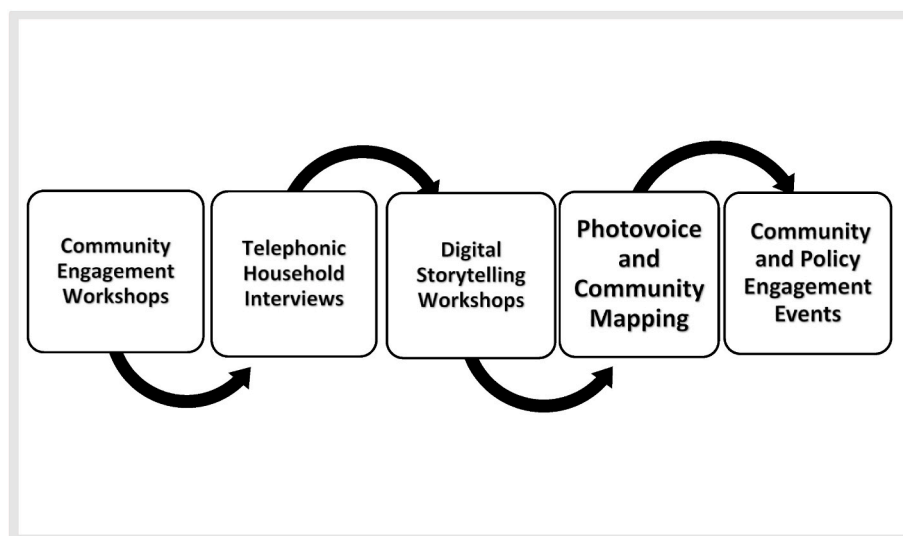 Community
Engagement
Workshops
Telephonic
Household
Interviews
Digital
Storytelling
Workshops
Photovoice
and
Community
Mapping
Community
and Policy
Engagement
Events